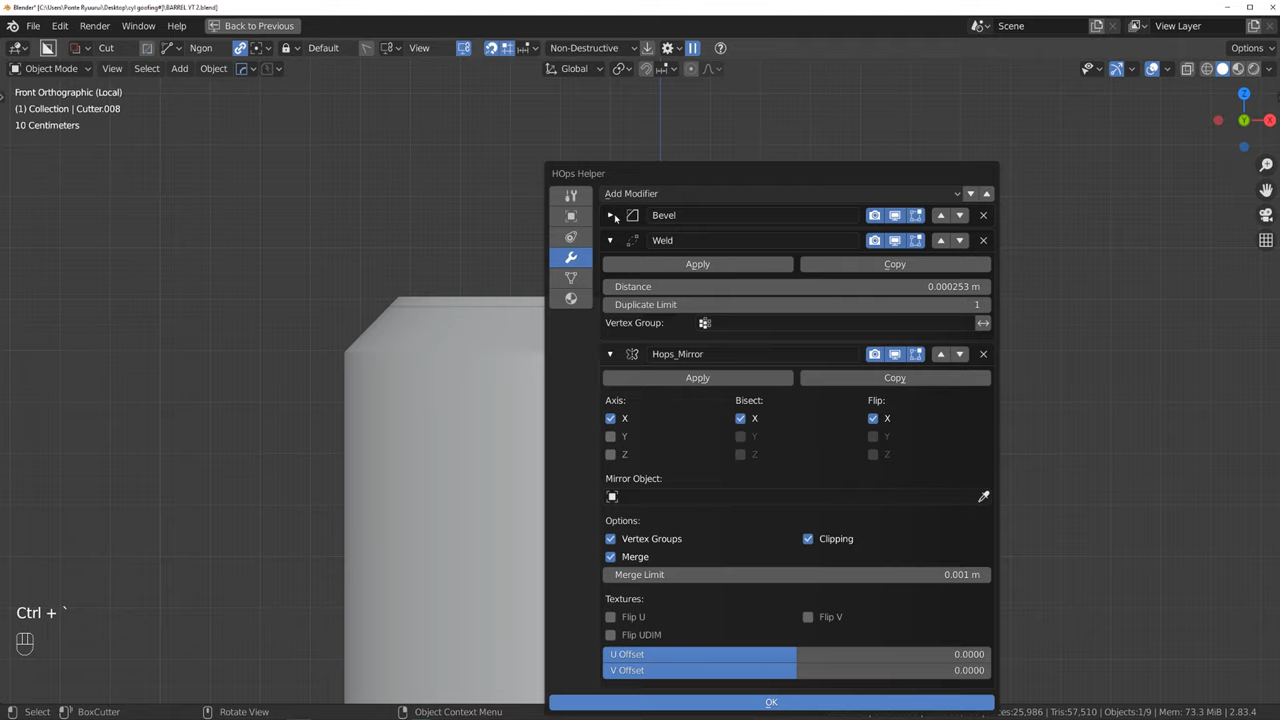 Blender* [C:\Users\Ponte Ryuurui\Desktop\cyl goofing#]\BARREL YT 2.blend]
File Edit Render Window Help Back to Previous Scene View Layer
Cut Ngon Default View Non-Destructive Options
Object Mode View Select Add Object Global
Front Orthographic (Local)
(1) Collection | Cutter.008
10 Centimeters
Z
Y
X
HOps Helper
Add Modifier
Bevel
Weld
Apply Copy
Distance 0.000253 m
Duplicate Limit 1
Vertex Group:
Hops_Mirror
Apply Copy
Axis: Bisect: Flip:
X X X
Y Y Y
Z Z Z
Mirror Object:
Options:
Vertex Groups Clipping
Merge
Merge Limit 0.001 m
Textures:
Flip U Flip V
Flip UDIM
U Offset 0.0000
V Offset 0.0000
OK
Ctrl + `
Select BoxCutter Rotate View Object Context Menu ces:25,986 | Tris:57,510 | Objects:1/9 | Mem: 73.3 MiB | 2.83.4